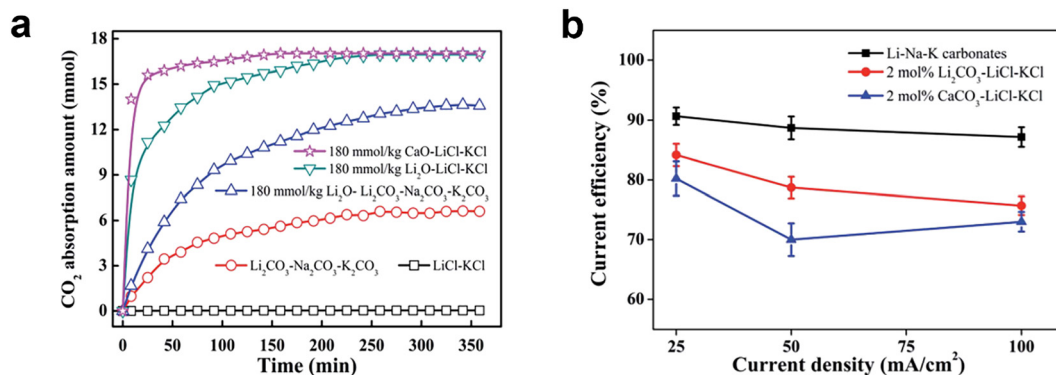 a
CO₂ absorption amount (mmol)
18
15
12
9
6
3
0
180 mmol/kg CaO-LiCl-KCl
180 mmol/kg Li₂O-LiCl-KCl
180 mmol/kg Li₂O- Li₂CO₃-Na₂CO₃-K₂CO₃
Li₂CO₃-Na₂CO₃-K₂CO₃
LiCl-KCl
0 50 100 150 200 250 300 350
Time (min)
b
Current efficiency (%)
100
90
80
70
60
Li-Na-K carbonates
2 mol% Li₂CO₃-LiCl-KCl
2 mol% CaCO₃-LiCl-KCl
25 50 75 100
Current density (mA/cm²)